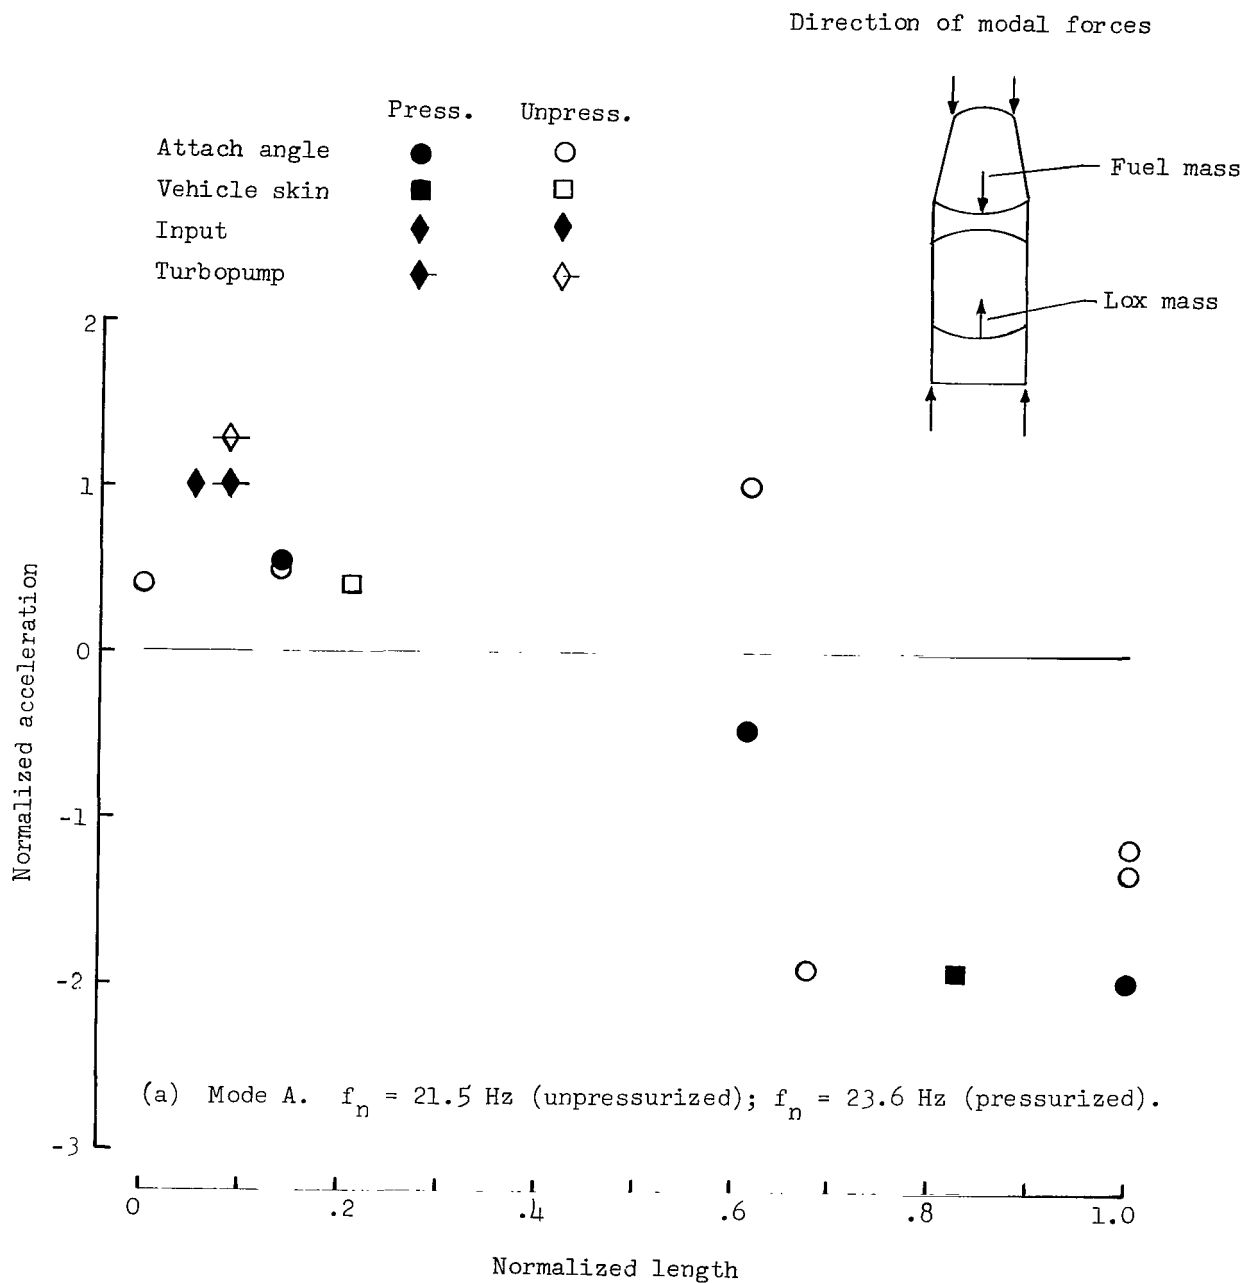 Direction of modal forces
Press. Unpress.
Attach angle
Vehicle skin
Input
Turbopump
Fuel mass
Lox mass
2
1
0
-1
-2
-3
Normalized acceleration
(a) Mode A. fn = 21.5 Hz (unpressurized); fn = 23.6 Hz (pressurized).
0 .2 .4 .6 .8 1.0
Normalized length